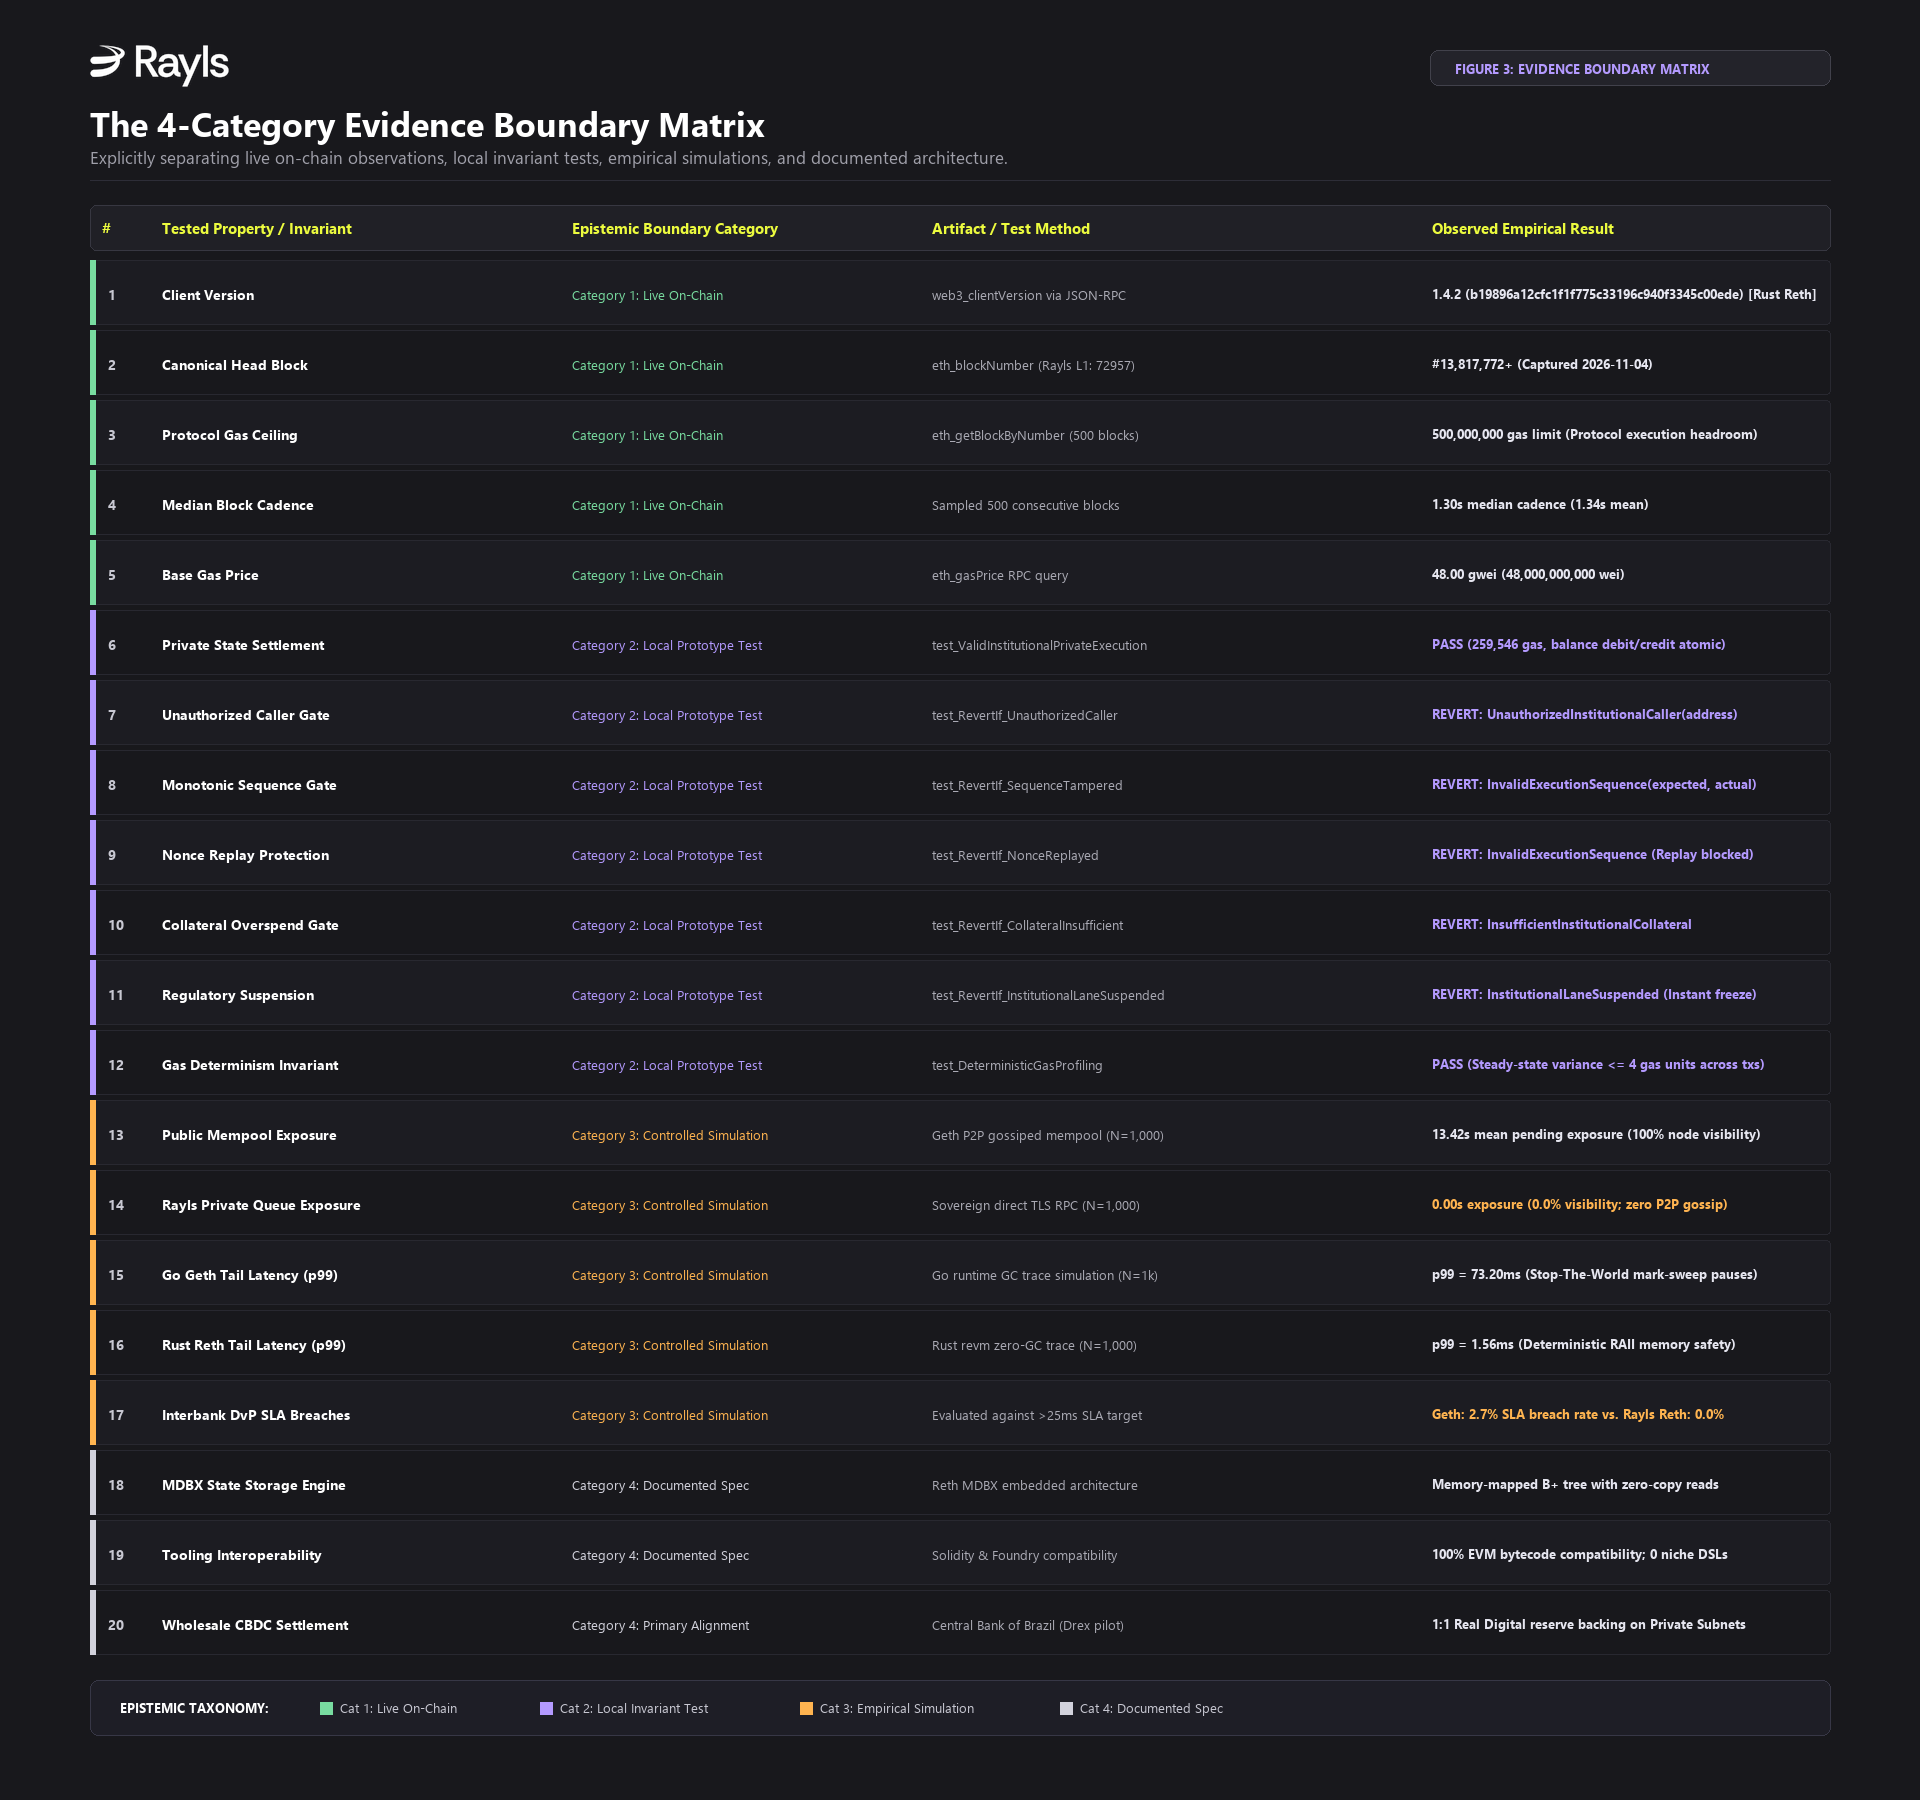 Rayls
FIGURE 3: EVIDENCE BOUNDARY MATRIX
The 4-Category Evidence Boundary Matrix
Explicitly separating live on-chain observations, local invariant tests, empirical simulations, and documented architecture.
# Tested Property / Invariant Epistemic Boundary Category Artifact / Test Method Observed Empirical Result
1 Client Version Category 1: Live On-Chain web3_clientVersion via JSON-RPC 1.4.2 (b19896a12cfc1f1f775c33196c940f3345c00ede) [Rust Reth]
2 Canonical Head Block Category 1: Live On-Chain eth_blockNumber (Rayls L1: 72957) #13,817,772+ (Captured 2026-11-04)
3 Protocol Gas Ceiling Category 1: Live On-Chain eth_getBlockByNumber (500 blocks) 500,000,000 gas limit (Protocol execution headroom)
4 Median Block Cadence Category 1: Live On-Chain Sampled 500 consecutive blocks 1.30s median cadence (1.34s mean)
5 Base Gas Price Category 1: Live On-Chain eth_gasPrice RPC query 48.00 gwei (48,000,000,000 wei)
6 Private State Settlement Category 2: Local Prototype Test test_ValidInstitutionalPrivateExecution PASS (259,546 gas, balance debit/credit atomic)
7 Unauthorized Caller Gate Category 2: Local Prototype Test test_RevertIf_UnauthorizedCaller REVERT: UnauthorizedInstitutionalCaller(address)
8 Monotonic Sequence Gate Category 2: Local Prototype Test test_RevertIf_SequenceTampered REVERT: InvalidExecutionSequence(expected, actual)
9 Nonce Replay Protection Category 2: Local Prototype Test test_RevertIf_NonceReplayed REVERT: InvalidExecutionSequence (Replay blocked)
10 Collateral Overspend Gate Category 2: Local Prototype Test test_RevertIf_CollateralInsufficient REVERT: InsufficientInstitutionalCollateral
11 Regulatory Suspension Category 2: Local Prototype Test test_RevertIf_InstitutionalLaneSuspended REVERT: InstitutionalLaneSuspended (Instant freeze)
12 Gas Determinism Invariant Category 2: Local Prototype Test test_DeterministicGasProfiling PASS (Steady-state variance <= 4 gas units across txs)
13 Public Mempool Exposure Category 3: Controlled Simulation Geth P2P gossiped mempool (N=1,000) 13.42s mean pending exposure (100% node visibility)
14 Rayls Private Queue Exposure Category 3: Controlled Simulation Sovereign direct TLS RPC (N=1,000) 0.00s exposure (0.0% visibility; zero P2P gossip)
15 Go Geth Tail Latency (p99) Category 3: Controlled Simulation Go runtime GC trace simulation (N=1k) p99 = 73.20ms (Stop-The-World mark-sweep pauses)
16 Rust Reth Tail Latency (p99) Category 3: Controlled Simulation Rust revm zero-GC trace (N=1,000) p99 = 1.56ms (Deterministic RAII memory safety)
17 Interbank DvP SLA Breaches Category 3: Controlled Simulation Evaluated against >25ms SLA target Geth: 2.7% SLA breach rate vs. Rayls Reth: 0.0%
18 MDBX State Storage Engine Category 4: Documented Spec Reth MDBX embedded architecture Memory-mapped B+ tree with zero-copy reads
19 Tooling Interoperability Category 4: Documented Spec Solidity & Foundry compatibility 100% EVM bytecode compatibility; 0 niche DSLs
20 Wholesale CBDC Settlement Category 4: Primary Alignment Central Bank of Brazil (Drex pilot) 1:1 Real Digital reserve backing on Private Subnets
EPISTEMIC TAXONOMY: Cat 1: Live On-Chain Cat 2: Local Invariant Test Cat 3: Empirical Simulation Cat 4: Documented Spec